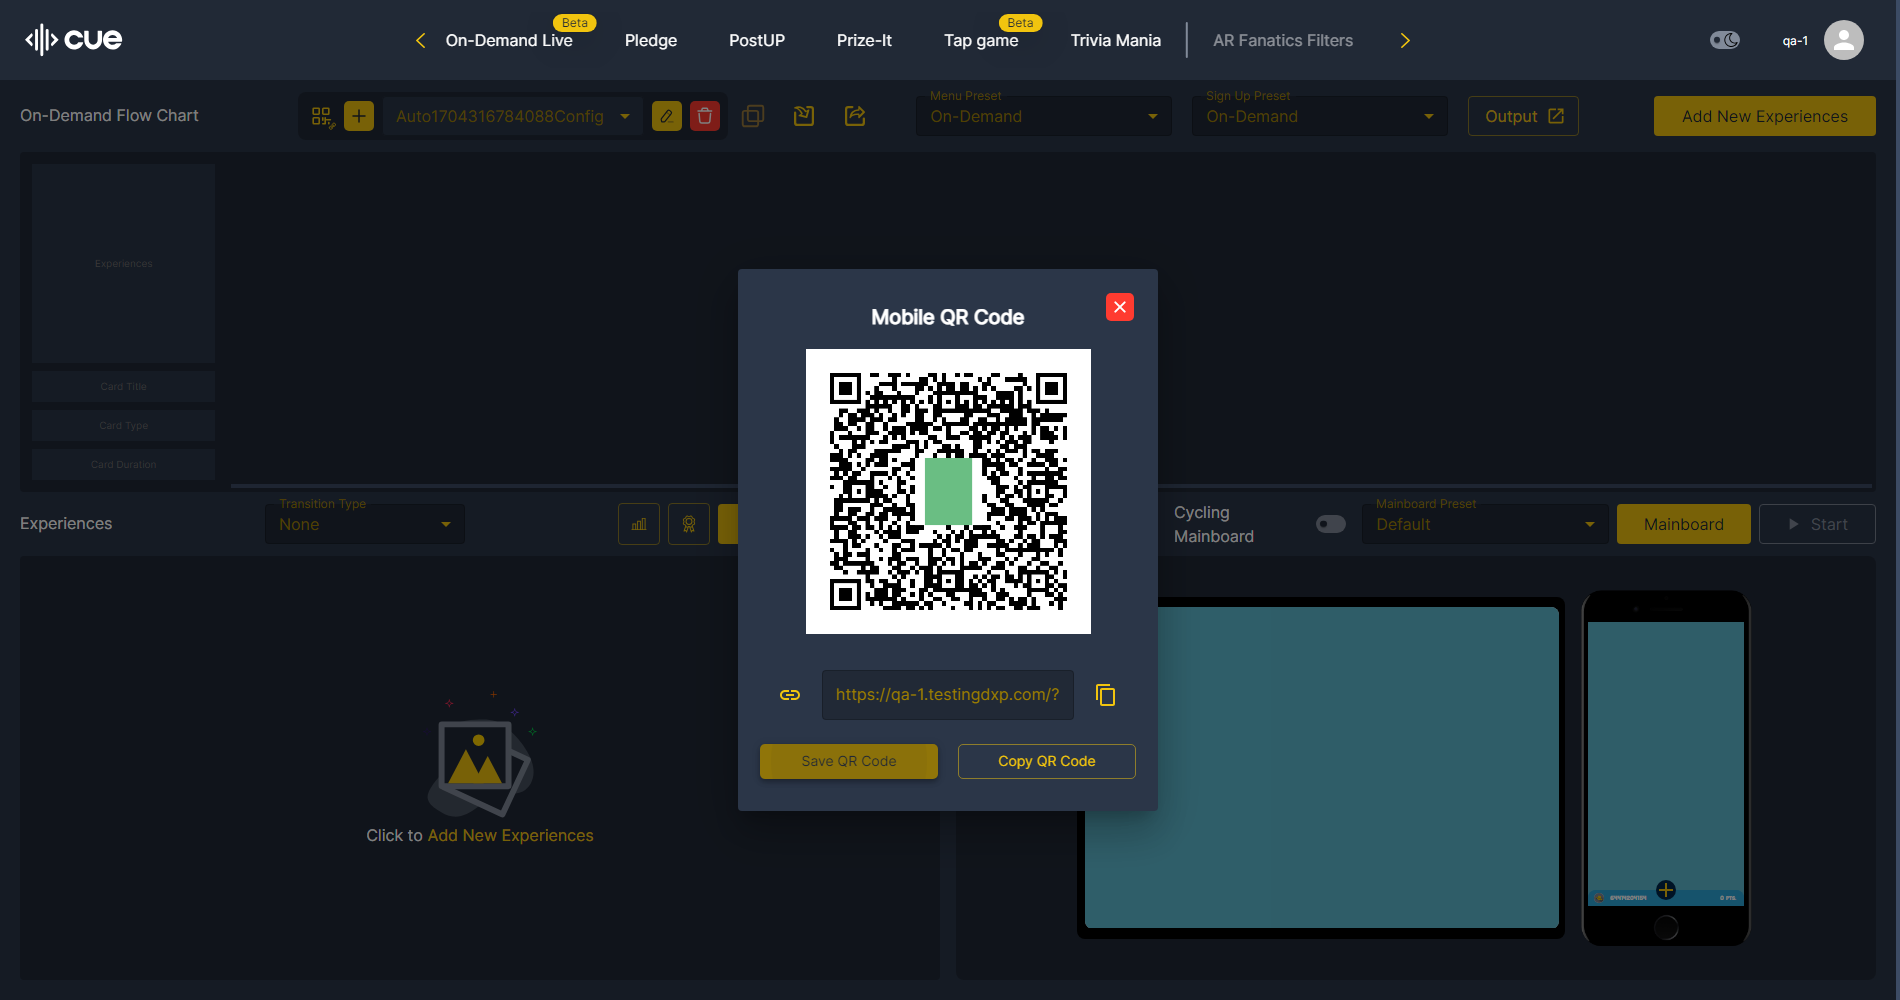 cue
On-Demand Live
Beta
Pledge
PostUP
Prize-It
Tap game
Beta
Trivia Mania
AR Fanatics Filters
qa-1
On-Demand Flow Chart
Auto1704316784088Config
Menu Preset
On-Demand
Sign Up Preset
On-Demand
Output
Add New Experiences
Experiences
Card Title
Card Type
Card Duration
Mobile QR Code
https://qa-1.testingdxp.com/?
Save QR Code
Copy QR Code
Experiences
Transition Type
None
Cycling
Mainboard
Mainboard Preset
Default
Mainboard
Start
Click to Add New Experiences
0 PTS